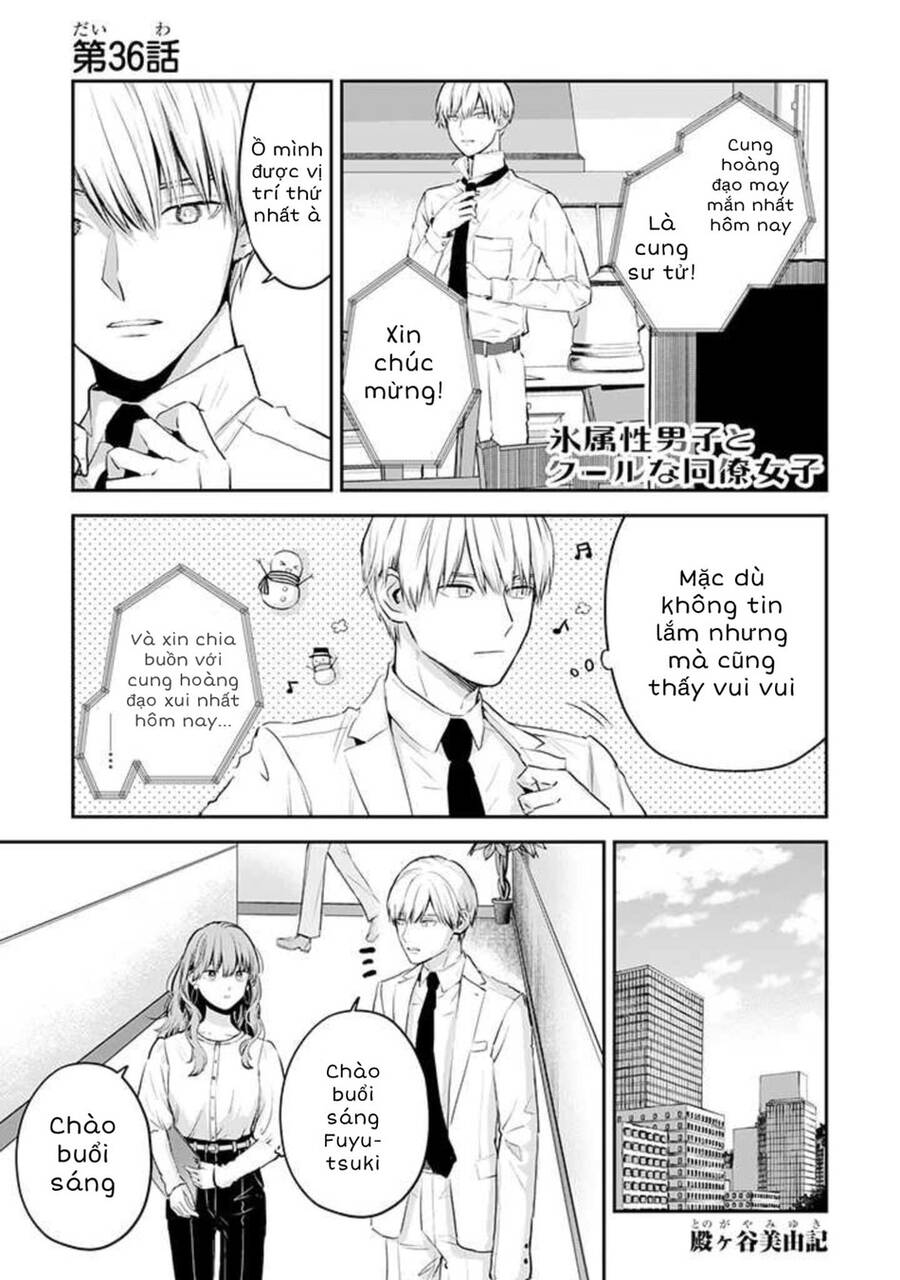 だい わ
第36話
Cung
hoàng
đạo may
mắn nhất
hôm nay
Là
cung
sư tử!
Xin
chúc
mừng!
氷属性男子と
クールな同僚女子
Ồ mình
được vị
trí thứ
nhất à
Mặc dù
không tin
lắm nhưng
mà cũng
thấy vui vui
Và xin chia
buồn với
cung hoàng
đạo xui nhất
hôm nay...
......
とのがやみゆき
殿ヶ谷美由記
Chào
buổi
sáng
Fuyu-
tsuki
Chào
buổi
sáng